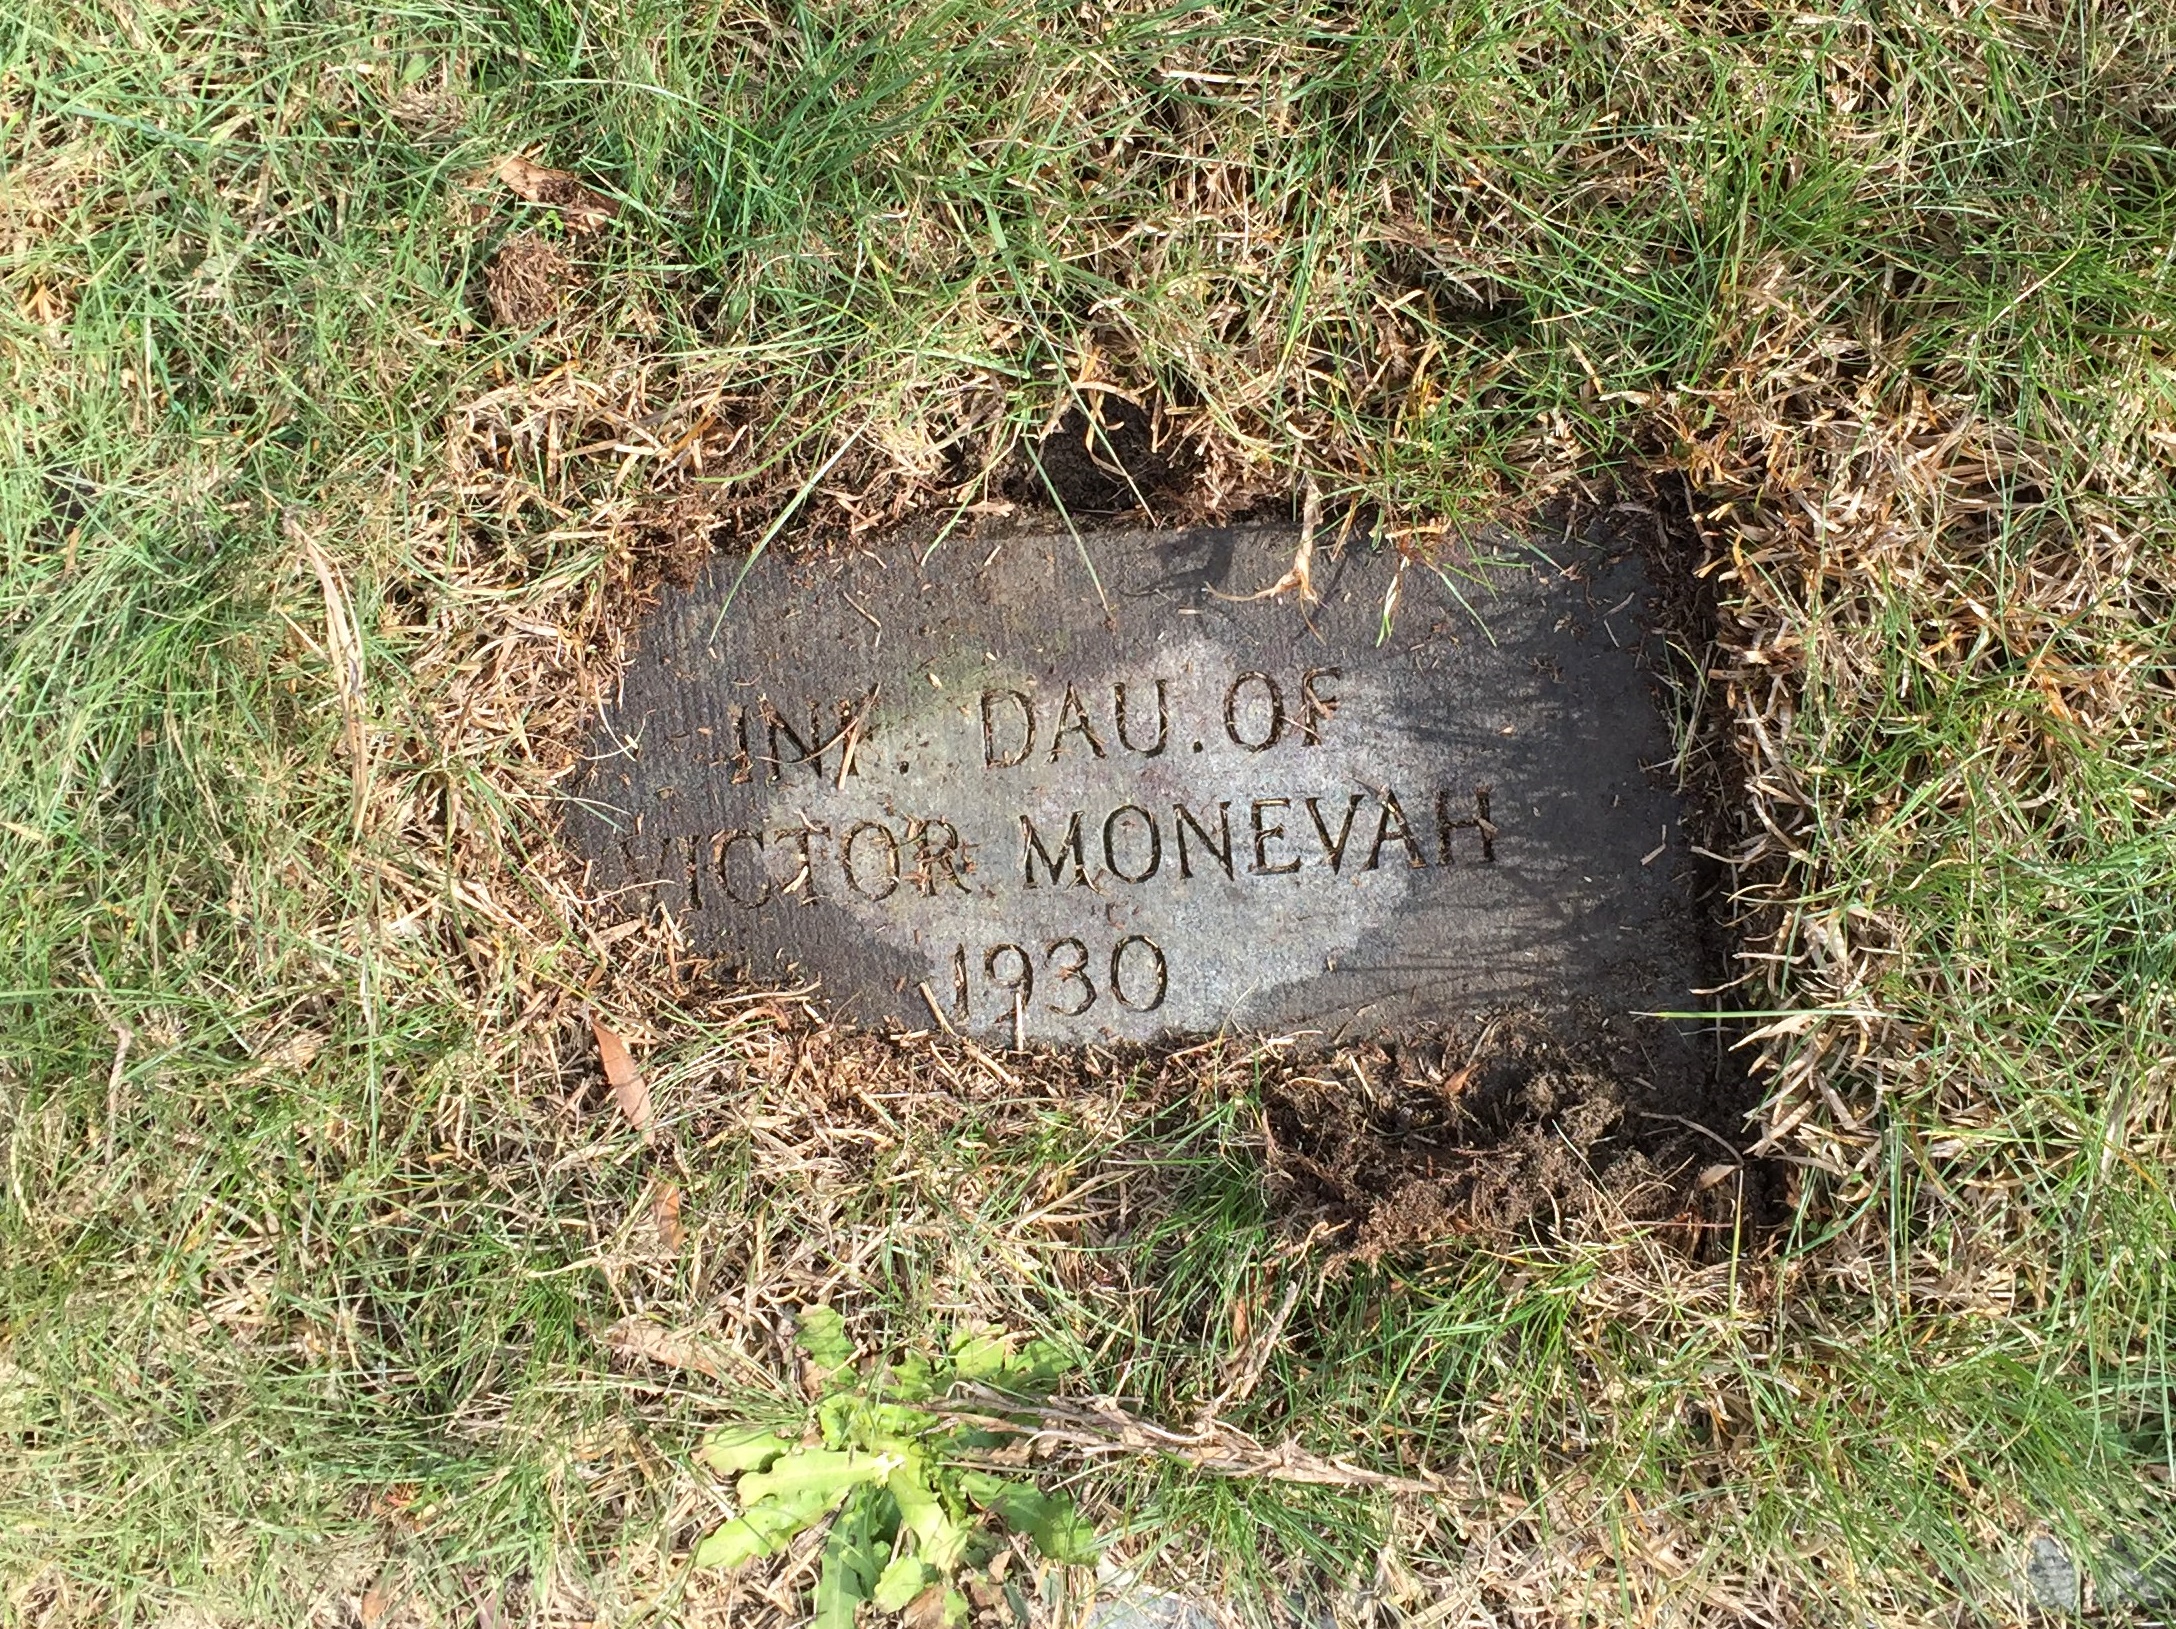 INF. DAU. OF
VICTOR MONEVAH
1930